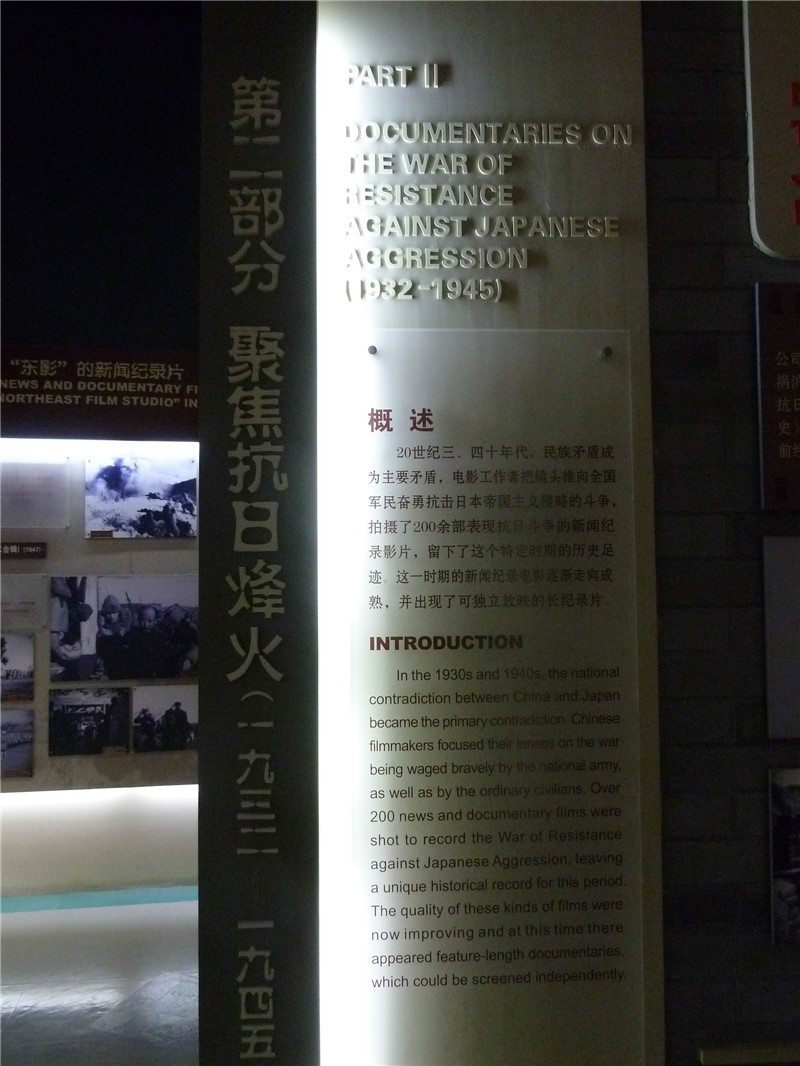 第二部分 聚焦抗日烽火(一九三二—一九四五
PART II
DOCUMENTARIES ON
THE WAR OF
RESISTANCE
AGAINST JAPANESE
AGGRESSION
(1932-1945)
概 述
20世纪三、四十年代，民族矛盾成
为主要矛盾，电影工作者把镜头推向全国
军民奋勇抗击日本帝国主义侵略的斗争，
拍摄了200余部表现抗日斗争的新闻纪
录影片，留下了这个特定时期的历史足
迹。这一时期的新闻纪录电影逐渐走向成
熟，并出现了可独立放映的长纪录片。
INTRODUCTION
In the 1930s and 1940s, the national
contradiction between China and Japan
became the primary contradiction. Chinese
filmmakers focused their lenses on the war
being waged bravely by the national army,
as well as by the ordinary civilians. Over
200 news and documentary films were
shot to record the War of Resistance
against Japanese Aggression, leaving
a unique historical record for this period.
The quality of these kinds of films were
now improving and at this time there
appeared feature-length documentaries,
which could be screened independently.
“东影”的新闻纪录片
NEWS AND DOCUMENTARY FI
NORTHEAST FILM STUDIO" IN
(1947)
公司
抗日
史）